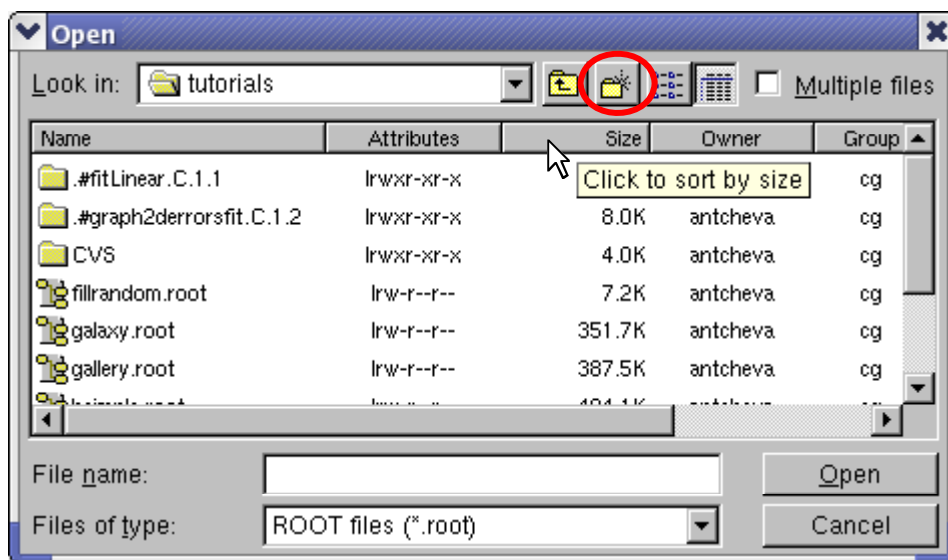 Open
Look in: tutorials Multiple files
Name Attributes Size Owner Group
.#fitLinear.C.1.1 lrwxr-xr-x cg
Click to sort by size
.#graph2derrorsfit.C.1.2 lrwxr-xr-x 8.0K antcheva cg
CVS lrwxr-xr-x 4.0K antcheva cg
fillrandom.root lrw-r--r-- 7.2K antcheva cg
galaxy.root lrw-r--r-- 351.7K antcheva cg
gallery.root lrw-r--r-- 387.5K antcheva cg
File name: Open
Files of type: ROOT files (*.root) Cancel